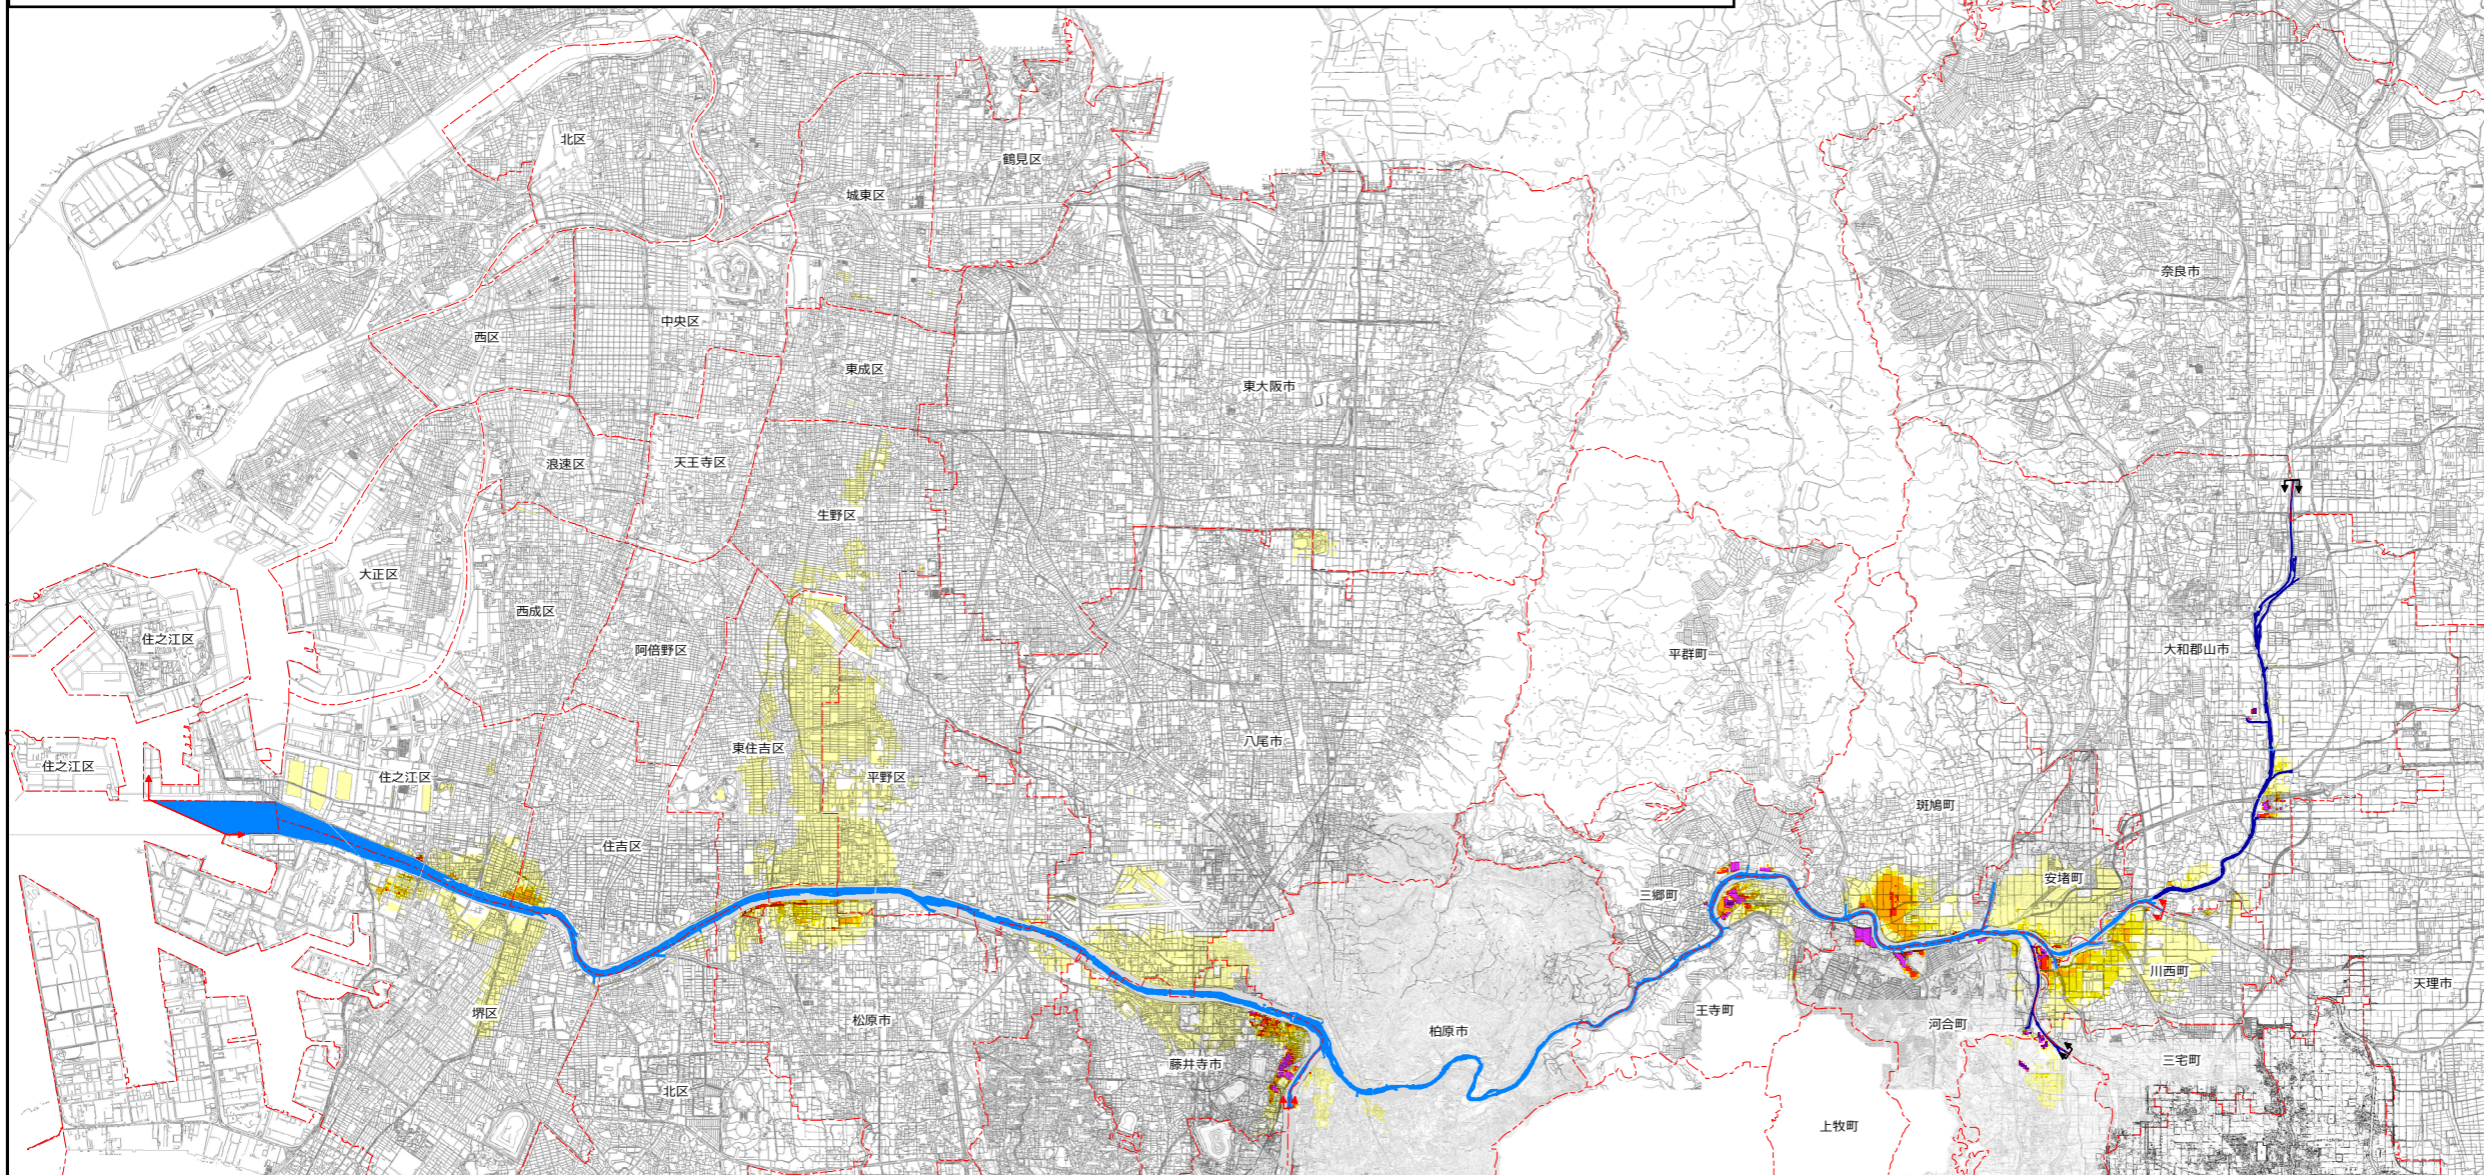 北区
鶴見区
城東区
奈良市
中央区
西区
東成区
東大阪市
浪速区
天王寺区
生野区
大正区
西成区
住之江区
阿倍野区
平群町
大和郡山市
東住吉区
八尾市
住之江区
住之江区
平野区
斑鳩町
住吉区
安堵町
三郷町
川西町
天理市
堺区
松原市
柏原市
王寺町
河合町
藤井寺市
三宅町
北区
上牧町